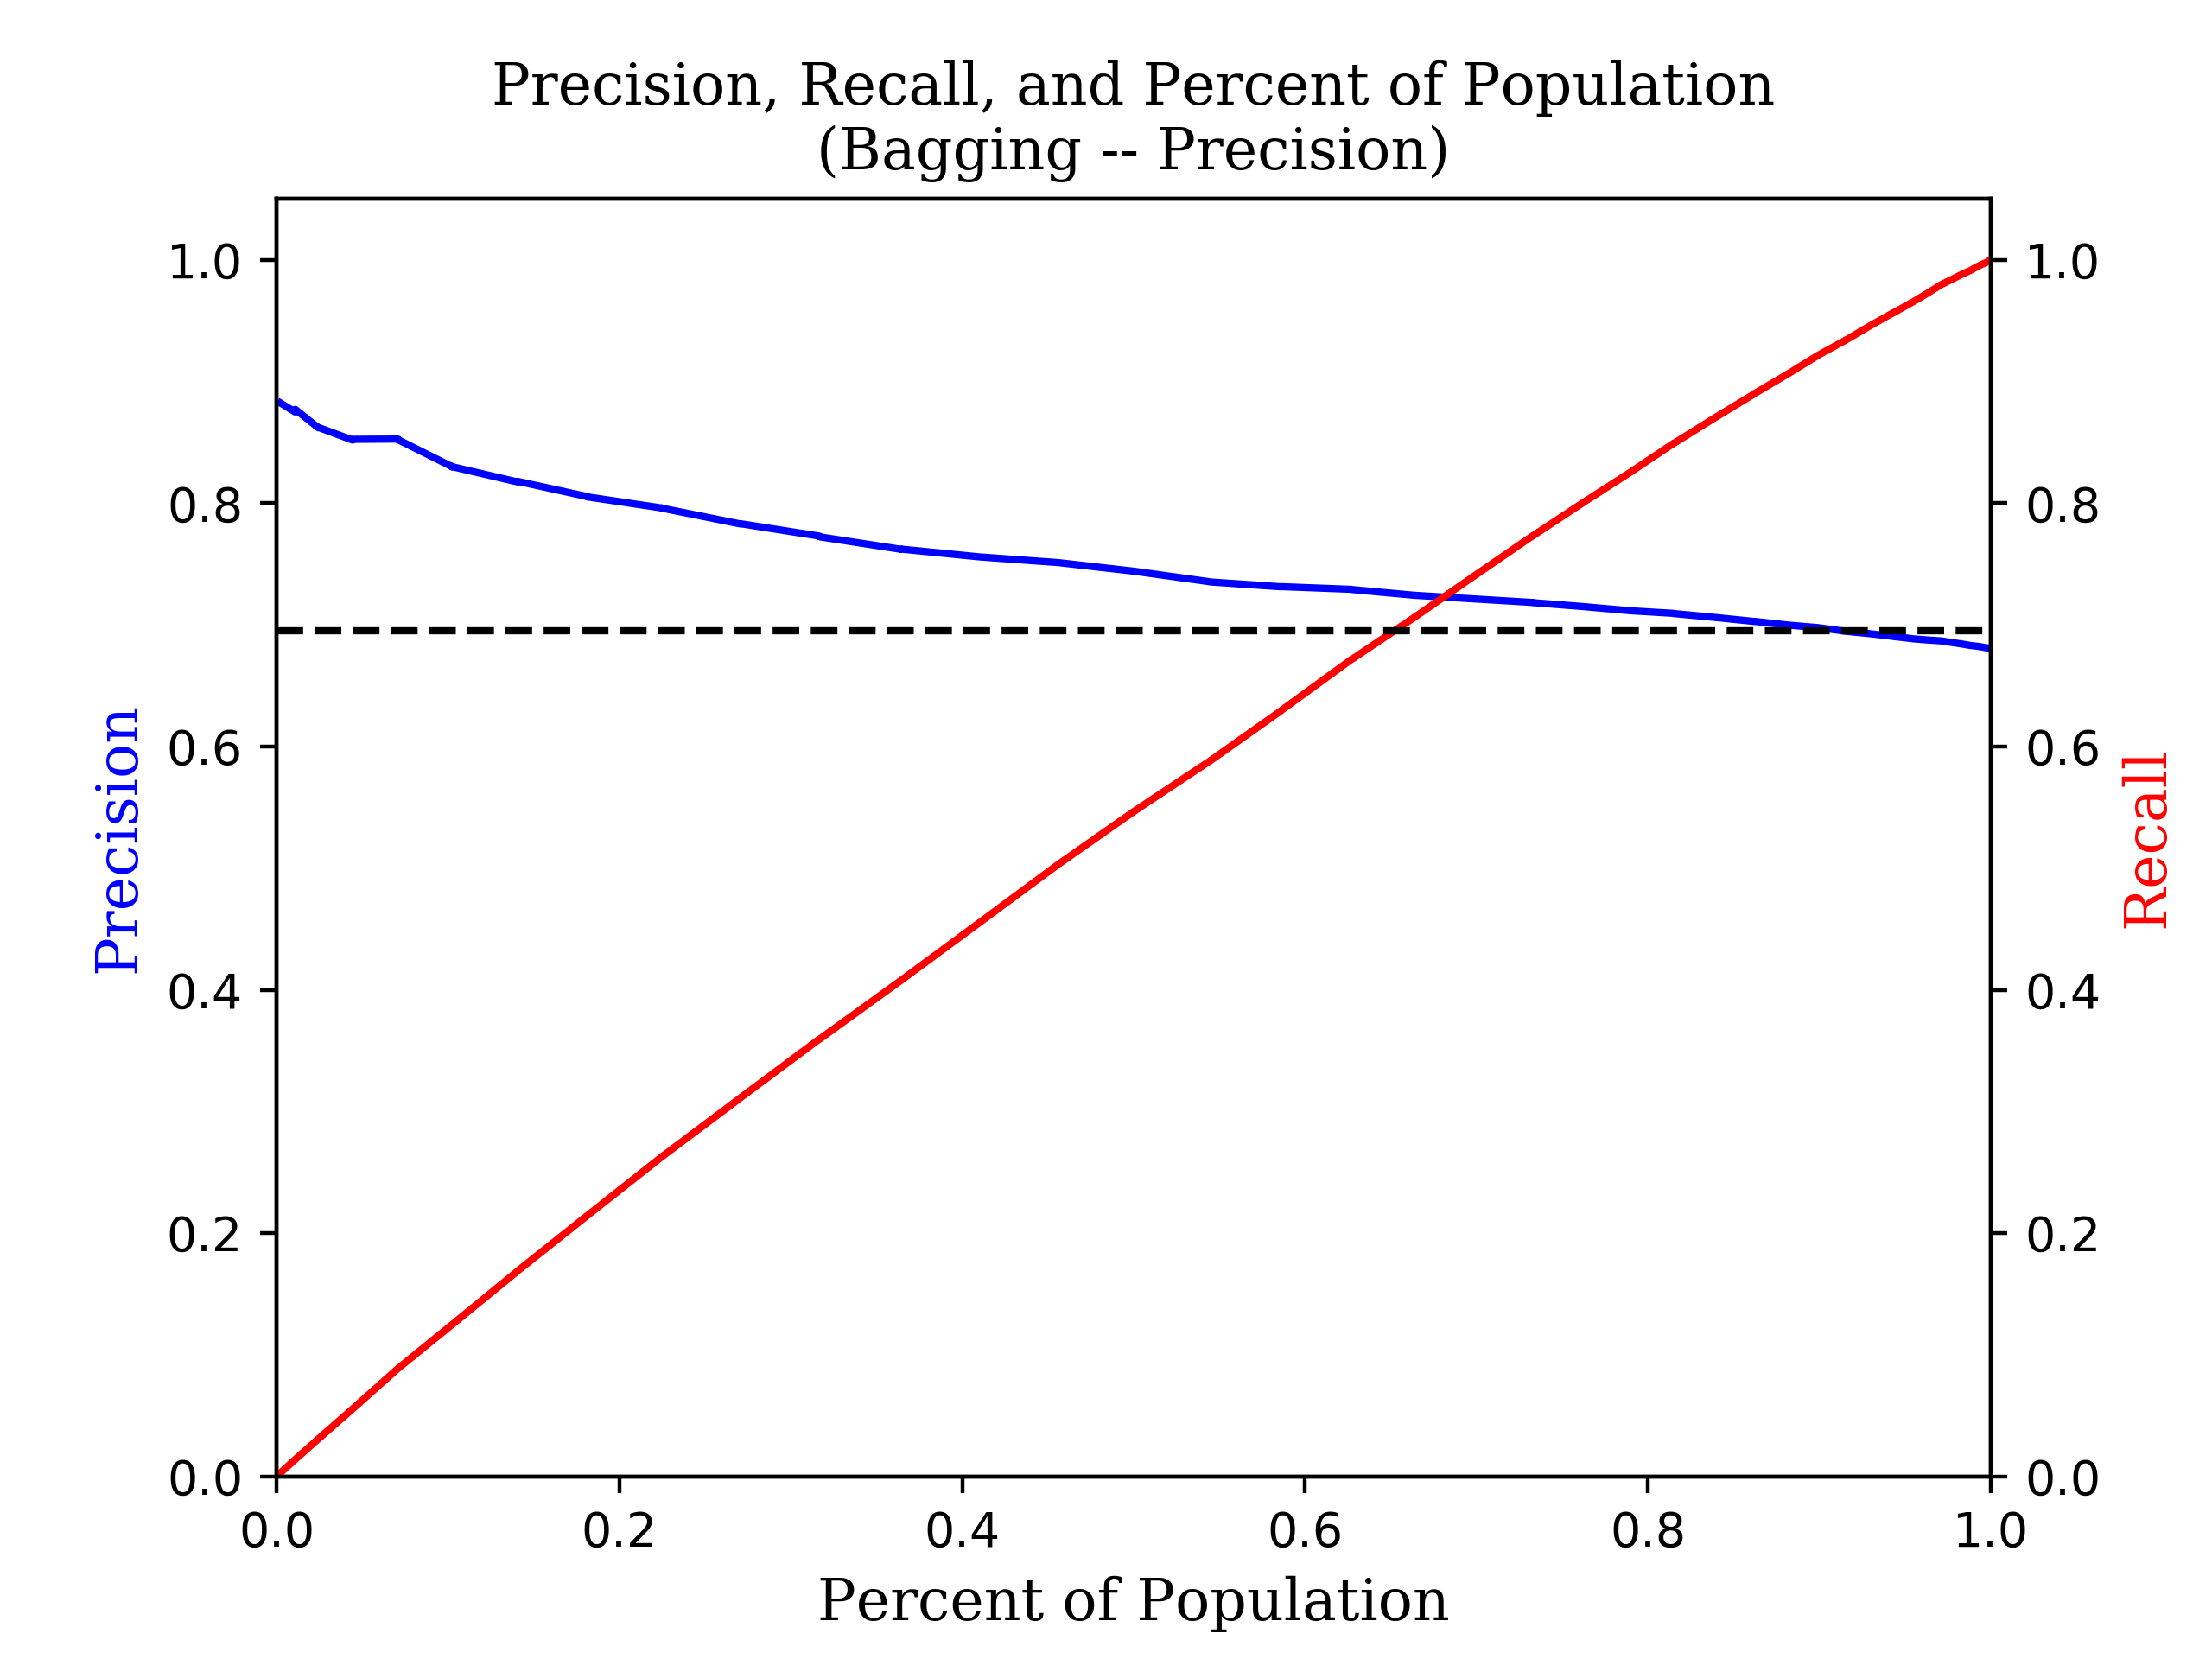 Precision, Recall, and Percent of Population
(Bagging -- Precision)
1.0
0.8
0.6
0.4
0.2
0.0
Precision
1.0
0.8
0.6
0.4
0.2
0.0
Recall
0.0 0.2 0.4 0.6 0.8 1.0
Percent of Population